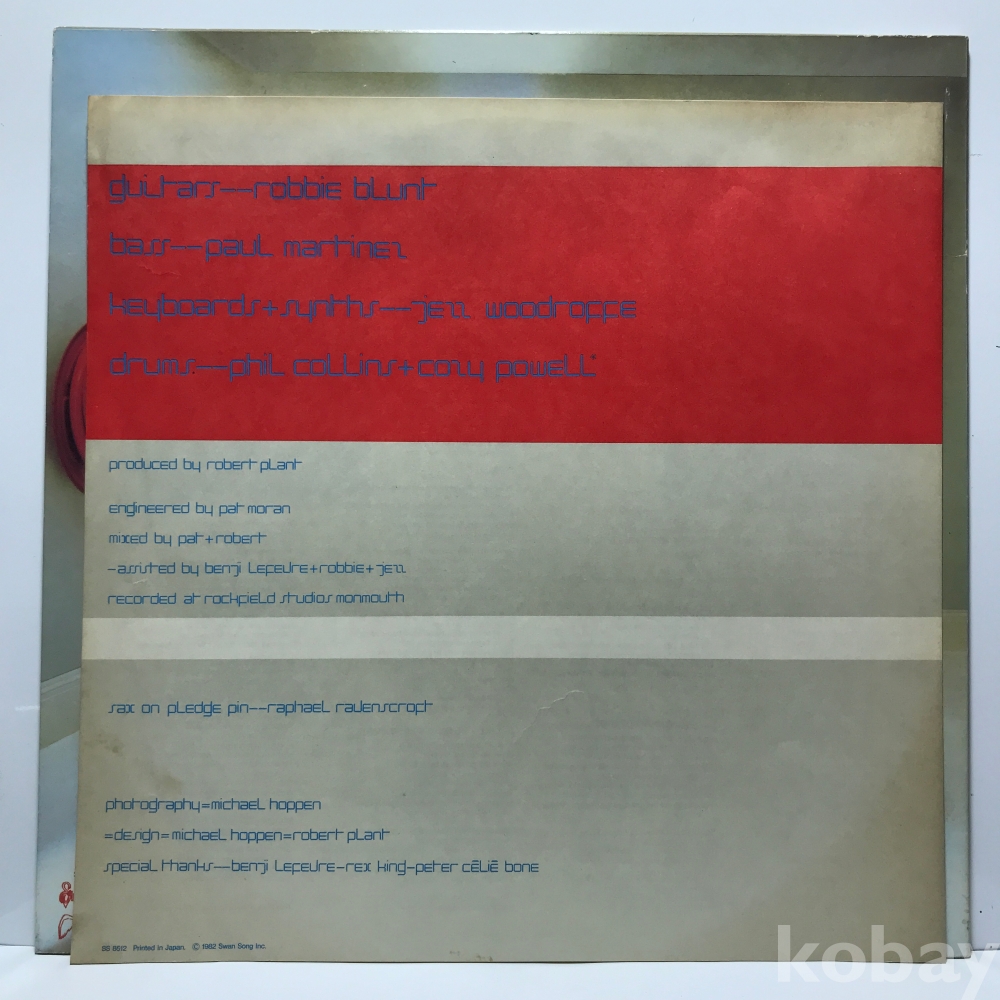 guitars—robbie blunt
bass—paul martinez
keyboards+synths—jezz woodroffe
drums—phil collins+cozy powell*
produced by robert plant
engineered by pat moran
mixed by pat+robert
-assisted by benji lefevre+robbie+jezz
recorded at rockfield studios monmouth
sax on pledge pin--raphael ravenscroft
photography=michael hoppen
=design=michael hoppen=robert plant
special thanks—benji lefevre-rex king-peter célié bone
SS 8512 Printed in Japan. © 1982 Swan Song Inc.
kobay